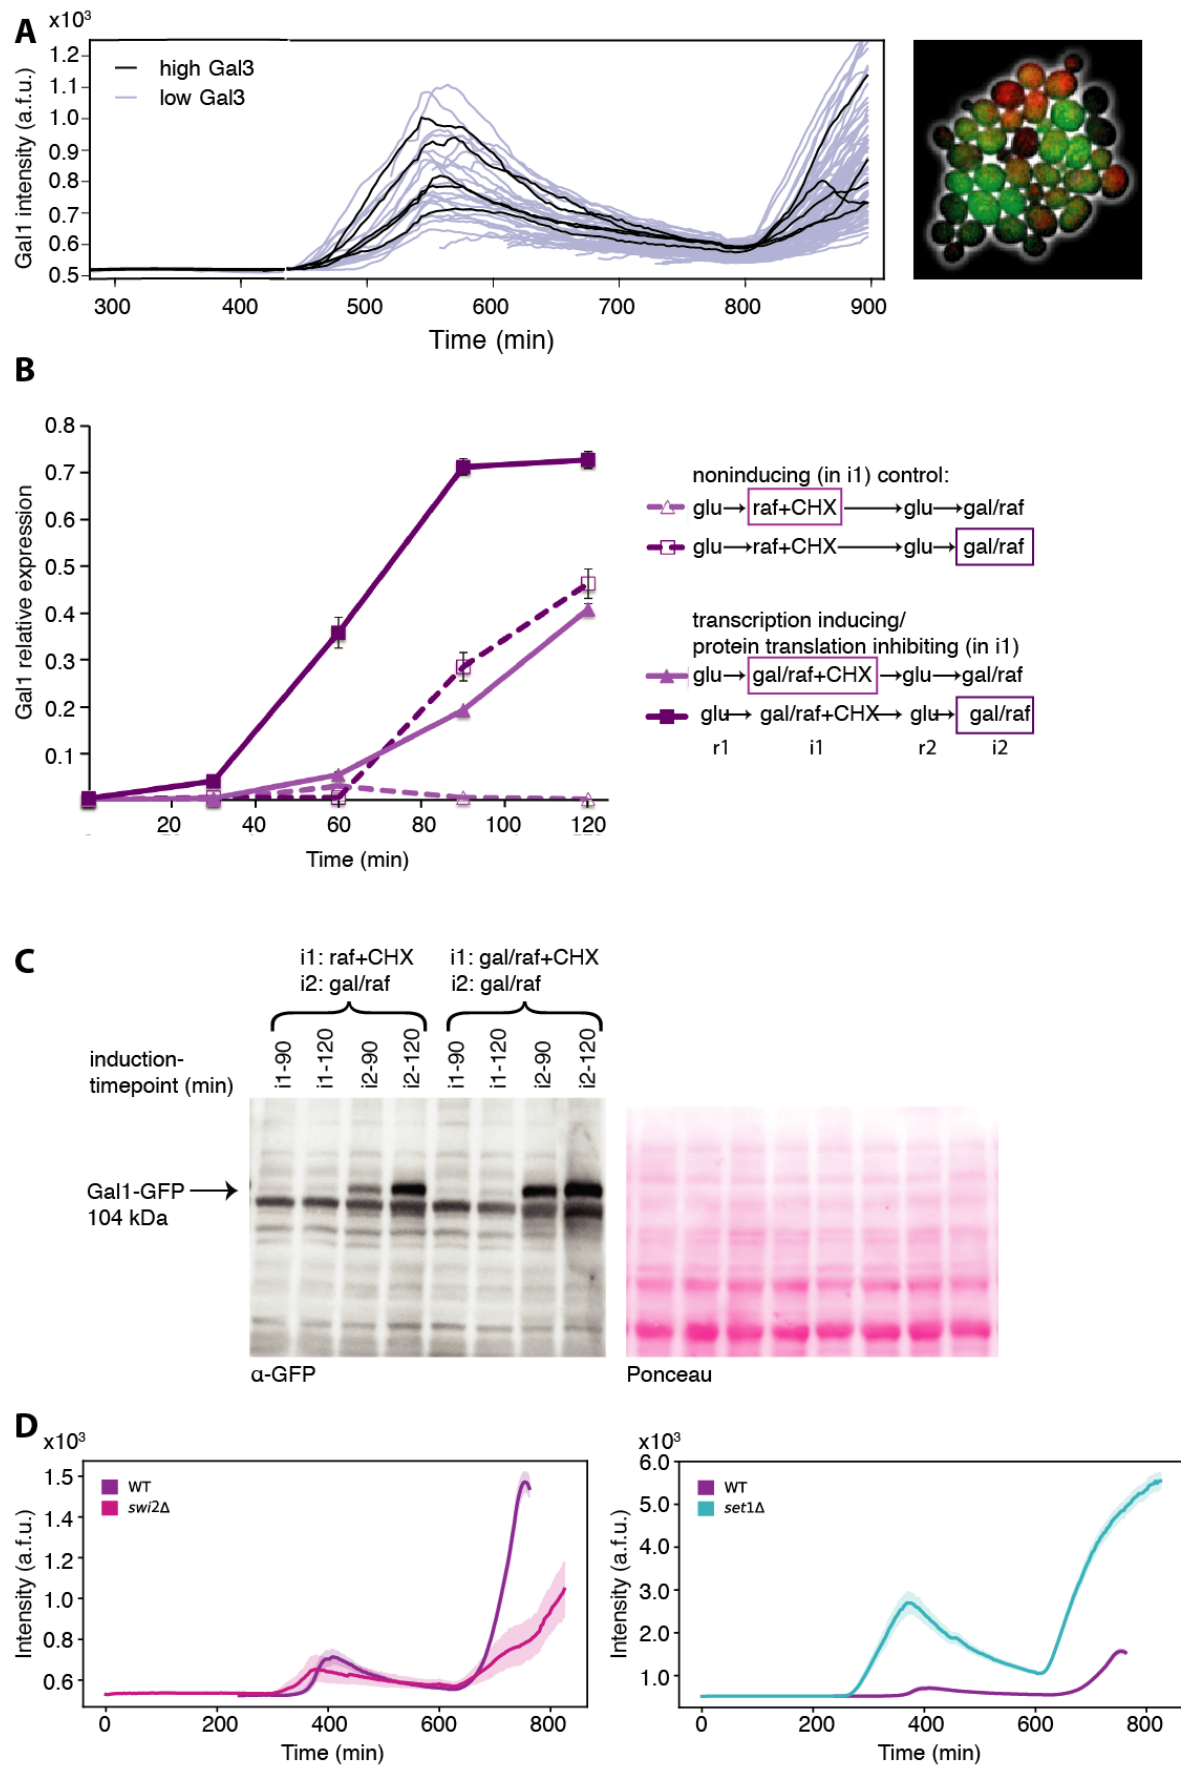 A
x10³
Gal1 intensity (a.f.u.)
1.2
1.1
1.0
0.9
0.8
0.7
0.6
0.5
high Gal3
low Gal3
300 400 500 600 700 800 900
Time (min)
B
Gal1 relative expression
0.8
0.7
0.6
0.5
0.4
0.3
0.2
0.1
20 40 60 80 100 120
Time (min)
noninducing (in i1) control:
glu→raf+CHX→glu→gal/raf
glu→raf+CHX→glu→gal/raf
transcription inducing/
protein translation inhibiting (in i1)
glu→gal/raf+CHX→glu→gal/raf
glu→gal/raf+CHX→glu→gal/raf
r1 i1 r2 i2
C
i1: raf+CHX
i2: gal/raf
i1: gal/raf+CHX
i2: gal/raf
induction-
timepoint (min)
i1-90
i1-120
i2-90
i2-120
i1-90
i1-120
i2-90
i2-120
Gal1-GFP
104 kDa
α-GFP
Ponceau
D
x10³
Intensity (a.f.u.)
1.5
1.4
1.2
1.0
0.8
0.6
WT
swi2Δ
0 200 400 600 800
Time (min)
x10³
Intensity (a.f.u.)
6.0
5.0
4.0
3.0
2.0
1.0
WT
set1Δ
0 200 400 600 800
Time (min)